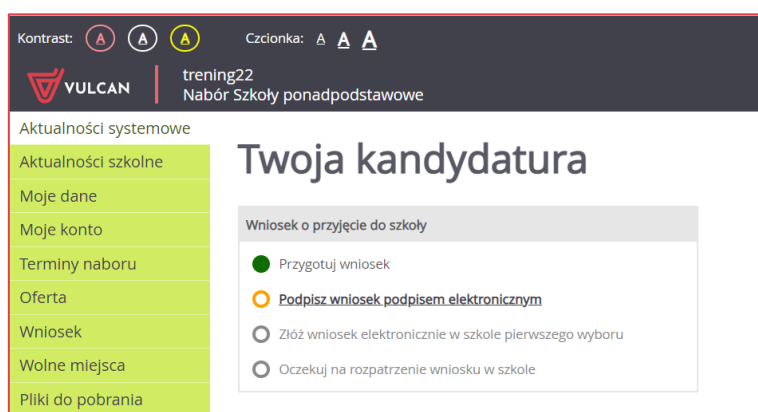 Kontrast: A A A Czcionka: A A A
VULCAN
trening22
Nabór Szkoły ponadpodstawowe
Aktualności systemowe
Aktualności szkolne
Moje dane
Moje konto
Terminy naboru
Oferta
Wniosek
Wolne miejsca
Pliki do pobrania
Twoja kandydatura
Wniosek o przyjęcie do szkoły
Przygotuj wniosek
Podpisz wniosek podpisem elektronicznym
Złóż wniosek elektronicznie w szkole pierwszego wyboru
Oczekuj na rozpatrzenie wniosku w szkole